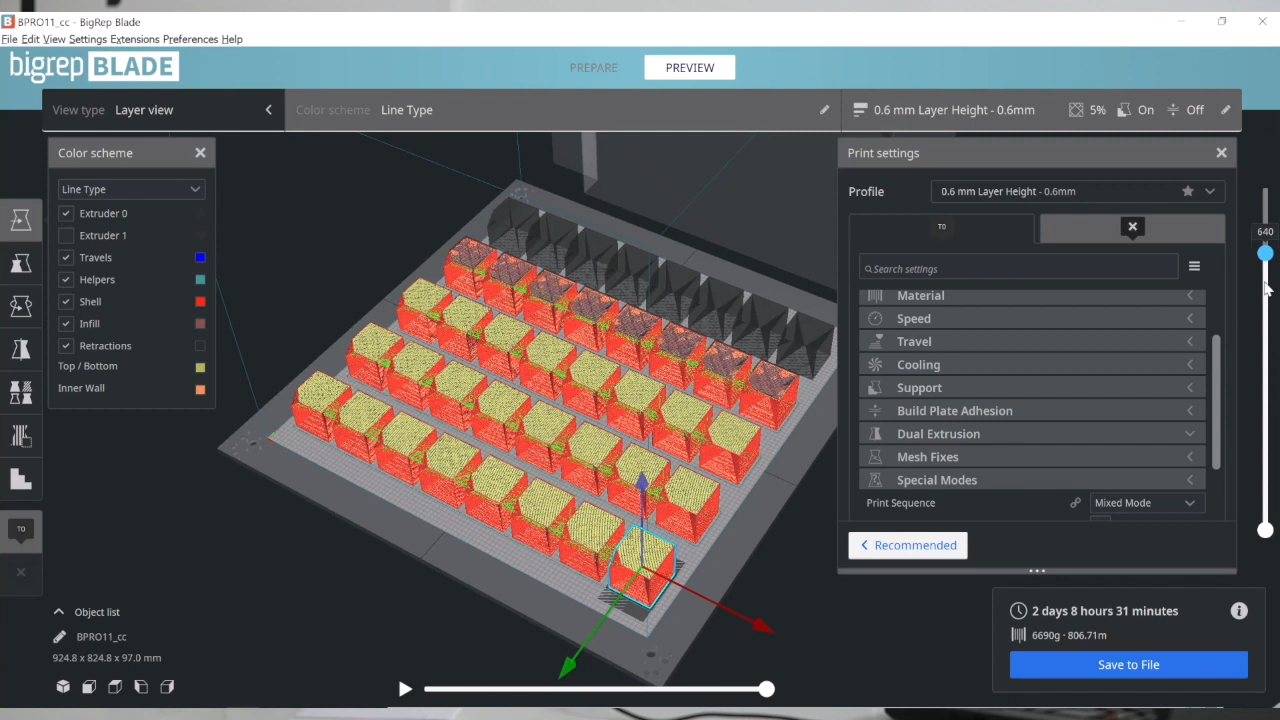 BPRO11_cc - BigRep Blade
File Edit View Settings Extensions Preferences Help
bigrep BLADE
PREPARE
PREVIEW
View type Layer view
Color scheme Line Type
0.6 mm Layer Height - 0.6mm
5%
On
Off
Color scheme
Line Type
Extruder 0
Extruder 1
Travels
Helpers
Shell
Infill
Retractions
Top / Bottom
Inner Wall
Print settings
Profile
0.6 mm Layer Height - 0.6mm
T0
Search settings
Material
Speed
Travel
Cooling
Support
Build Plate Adhesion
Dual Extrusion
Mesh Fixes
Special Modes
Print Sequence
Mixed Mode
Recommended
640
T0
Object list
BPRO11_cc
924.8 x 824.8 x 97.0 mm
2 days 8 hours 31 minutes
6690g · 806.71m
Save to File